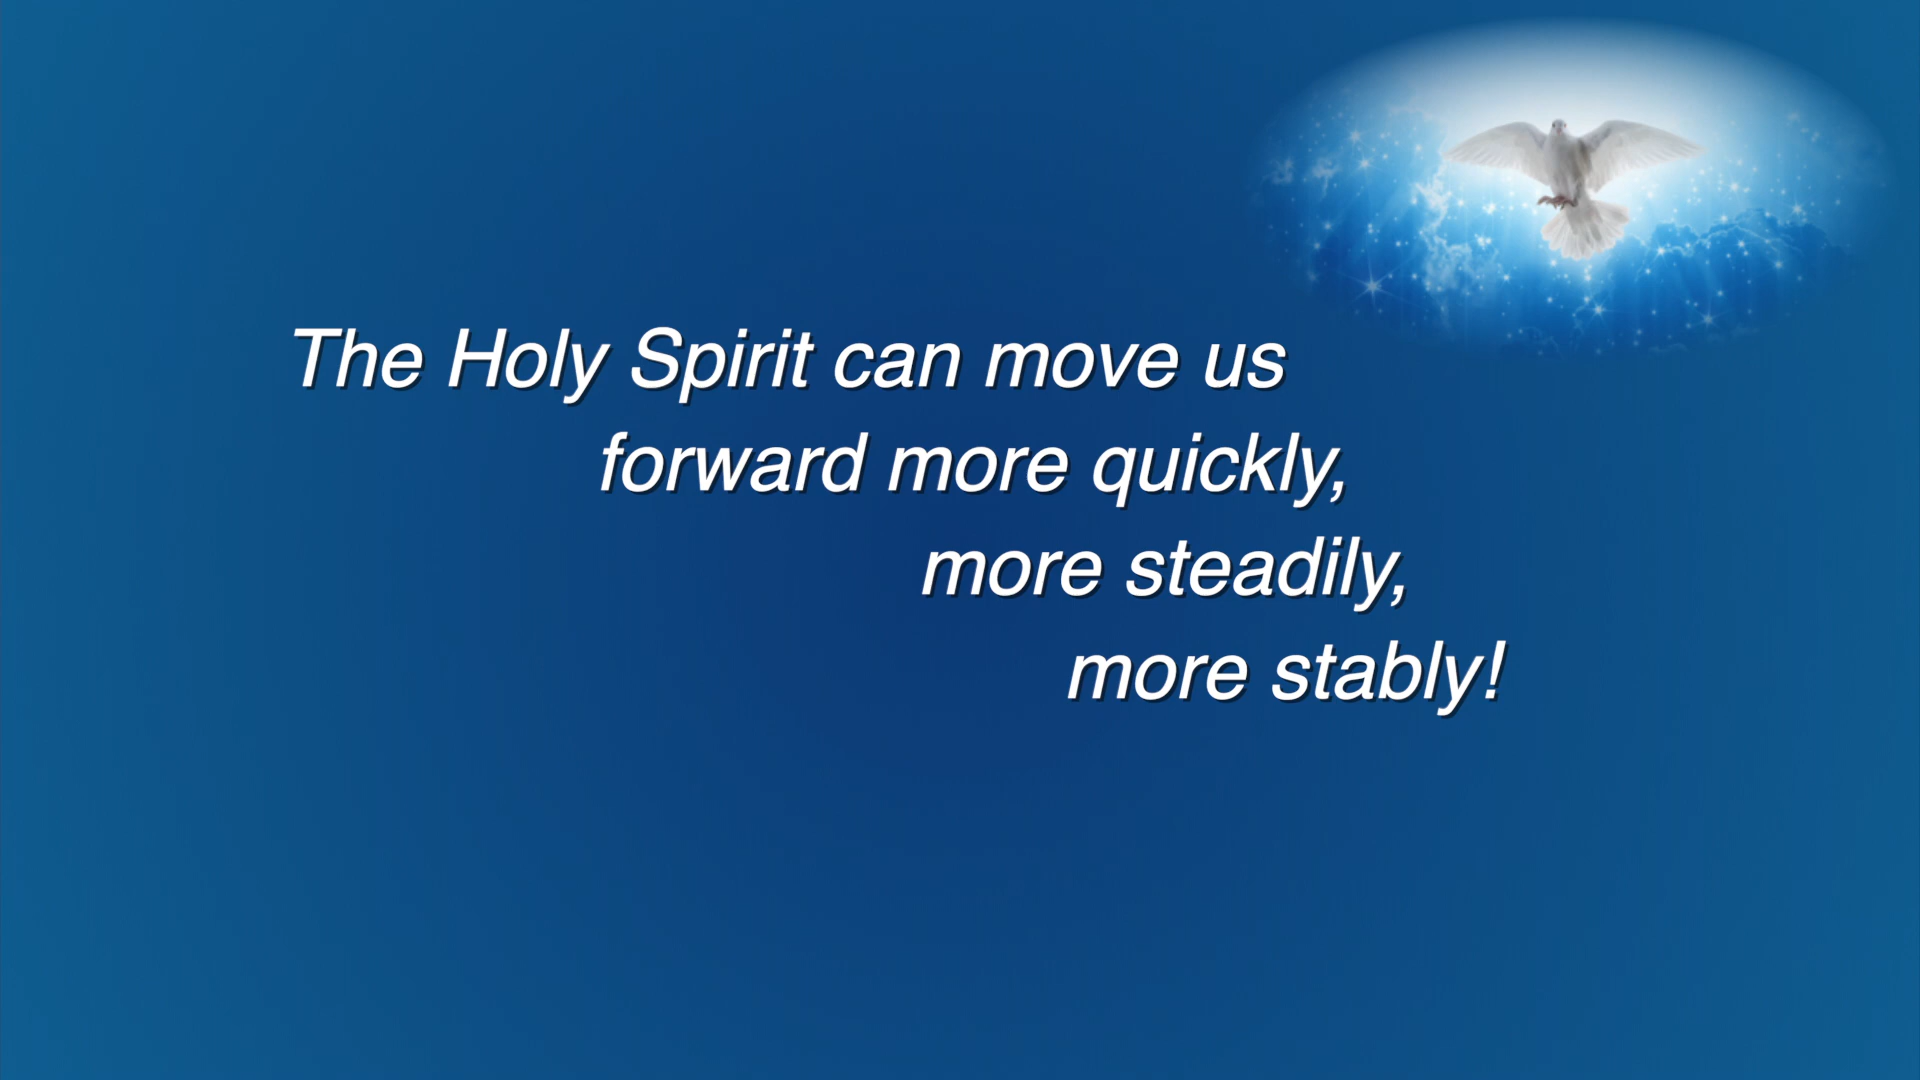 The Holy Spirit can move us
forward more quickly,
more steadily,
more stably!